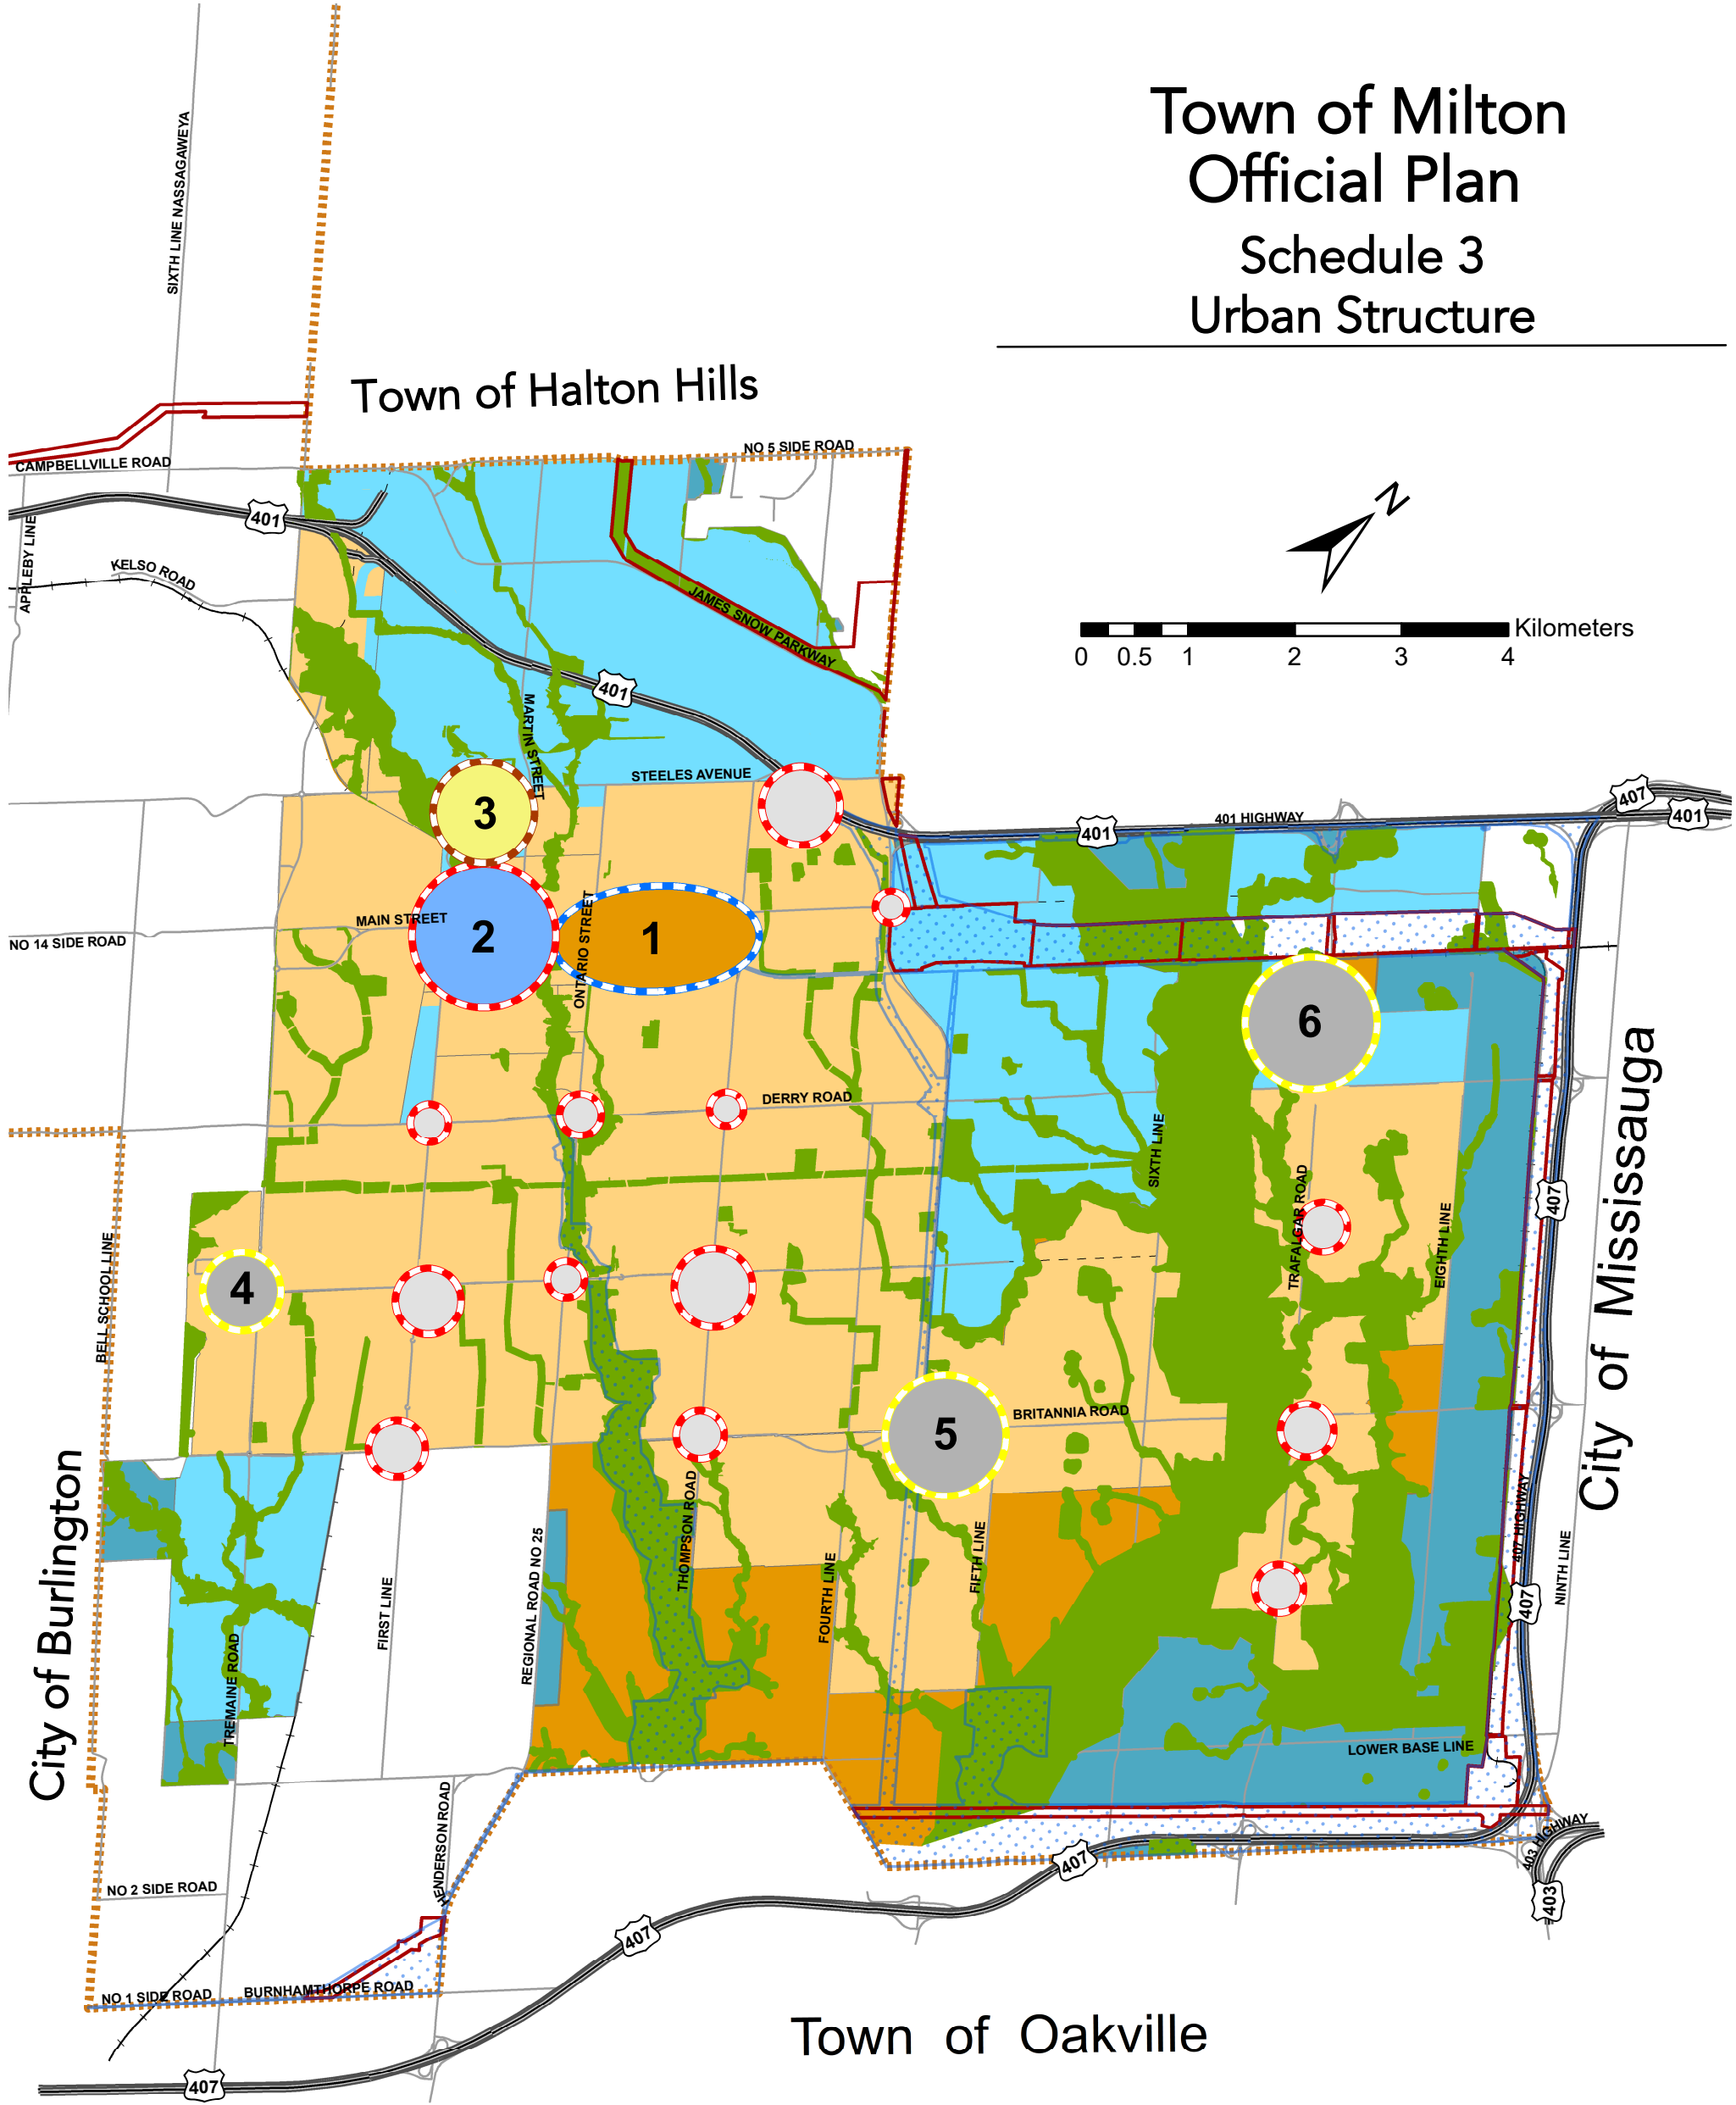 Town of Milton
Official Plan
Schedule 3
Urban Structure
SIXTH LINE NASSAGAWEYA
Town of Halton Hills
NO 5 SIDE ROAD
CAMPBELLVILLE ROAD
401
APPLEBY LINE
KELSO ROAD
N
JAMES SNOW PARKWAY
Kilometers
0 0.5 1 2 3 4
401
MARTIN STREET
STEELES AVENUE
3
407
401
401 HIGHWAY
401
MAIN STREET
NO 14 SIDE ROAD
2
ONTARIO STREET
1
6
City of Mississauga
DERRY ROAD
SIXTH LINE
TRAFALGAR ROAD
EIGHTH LINE
407
BELL SCHOOL LINE
4
5
BRITANNIA ROAD
City of Burlington
THOMPSON ROAD
REGIONAL ROAD NO 25
FIRST LINE
FOURTH LINE
FIFTH LINE
407 HIGHWAY
NINTH LINE
407
TREMAINE ROAD
LOWER BASE LINE
HENDERSON ROAD
403 HIGHWAY
407
403
NO 2 SIDE ROAD
407
NO 1 SIDE ROAD
BURNHAMTHORPE ROAD
Town of Oakville
407